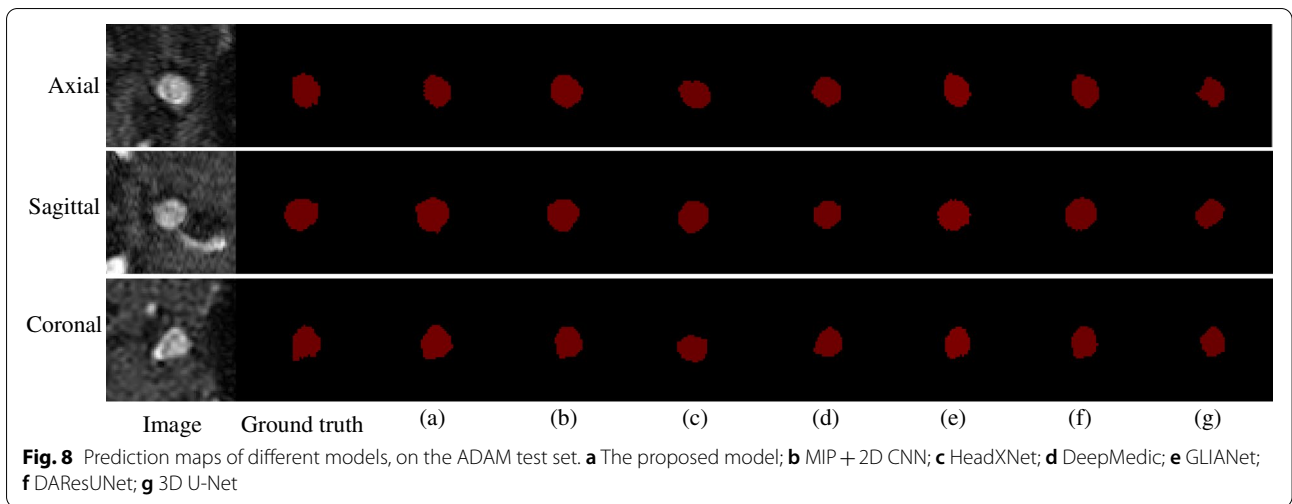 Axial
Sagittal
Coronal
Image Ground truth (a) (b) (c) (d) (e) (f) (g)
Fig. 8 Prediction maps of different models, on the ADAM test set. a The proposed model; b MIP + 2D CNN; c HeadXNet; d DeepMedic; e GLIANet;
f DAResUNet; g 3D U-Net